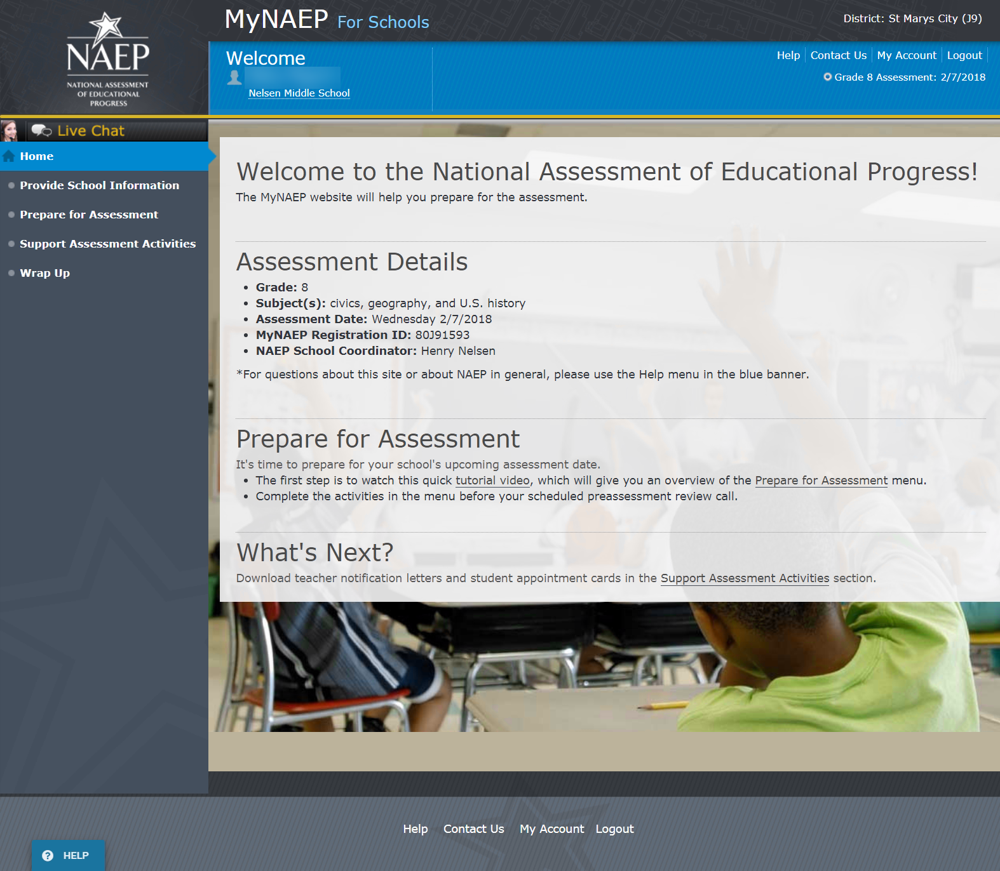 MyNAEP For Schools
District: St Marys City (J9)
NAEP
NATIONAL ASSESSMENT
OF EDUCATIONAL
PROGRESS
Welcome
Nelsen Middle School
Help
Contact Us
My Account
Logout
Grade 8 Assessment: 2/7/2018
Live Chat
Home
Provide School Information
Prepare for Assessment
Support Assessment Activities
Wrap Up
Welcome to the National Assessment of Educational Progress!
The MyNAEP website will help you prepare for the assessment.
Assessment Details
• Grade: 8
• Subject(s): civics, geography, and U.S. history
• Assessment Date: Wednesday 2/7/2018
• MyNAEP Registration ID: 80J91593
• NAEP School Coordinator: Henry Nelsen
*For questions about this site or about NAEP in general, please use the Help menu in the blue banner.
Prepare for Assessment
It's time to prepare for your school's upcoming assessment date.
• The first step is to watch this quick tutorial video, which will give you an overview of the Prepare for Assessment menu.
• Complete the activities in the menu before your scheduled preassessment review call.
What's Next?
Download teacher notification letters and student appointment cards in the Support Assessment Activities section.
Help
Contact Us
My Account
Logout
HELP